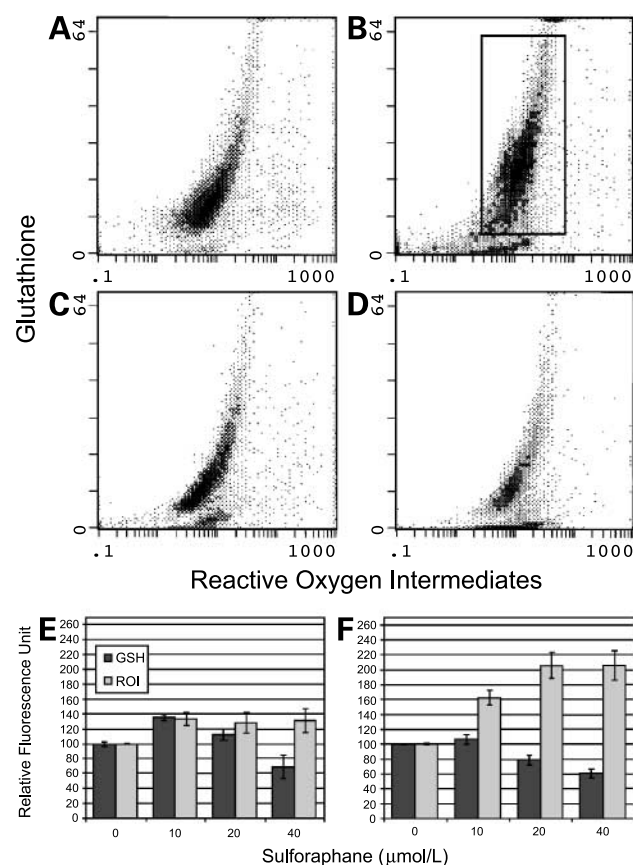 A
B
64
64
0
0
.1 1000
.1 1000
Glutathione
C
D
64
64
0
0
.1 1000
.1 1000
Reactive Oxygen Intermediates
E
F
Relative Fluorescence Unit
260
240
220
200
180
160
140
120
100
80
60
40
20
0
GSH
ROI
0 10 20 40
260
240
220
200
180
160
140
120
100
80
60
40
20
0
0 10 20 40
Sulforaphane (μmol/L)